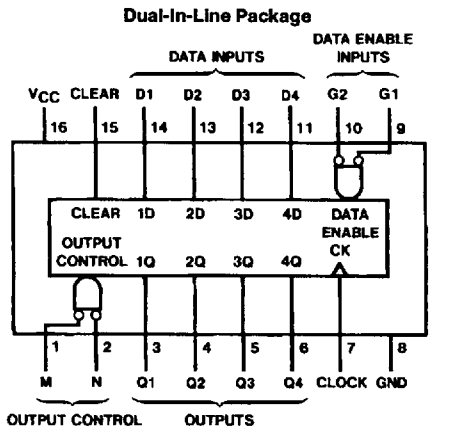 Dual-In-Line Package
DATA ENABLE
DATA INPUTS INPUTS
VCC CLEAR D1 D2 D3 D4 G2 G1
16 15 14 13 12 11 10 9
CLEAR 1D 2D 3D 4D DATA
ENABLE
OUTPUT CK
CONTROL 1Q 2Q 3Q 4Q
1 2 3 4 5 6 7 8
M N Q1 Q2 Q3 Q4 CLOCK GND
OUTPUT CONTROL OUTPUTS